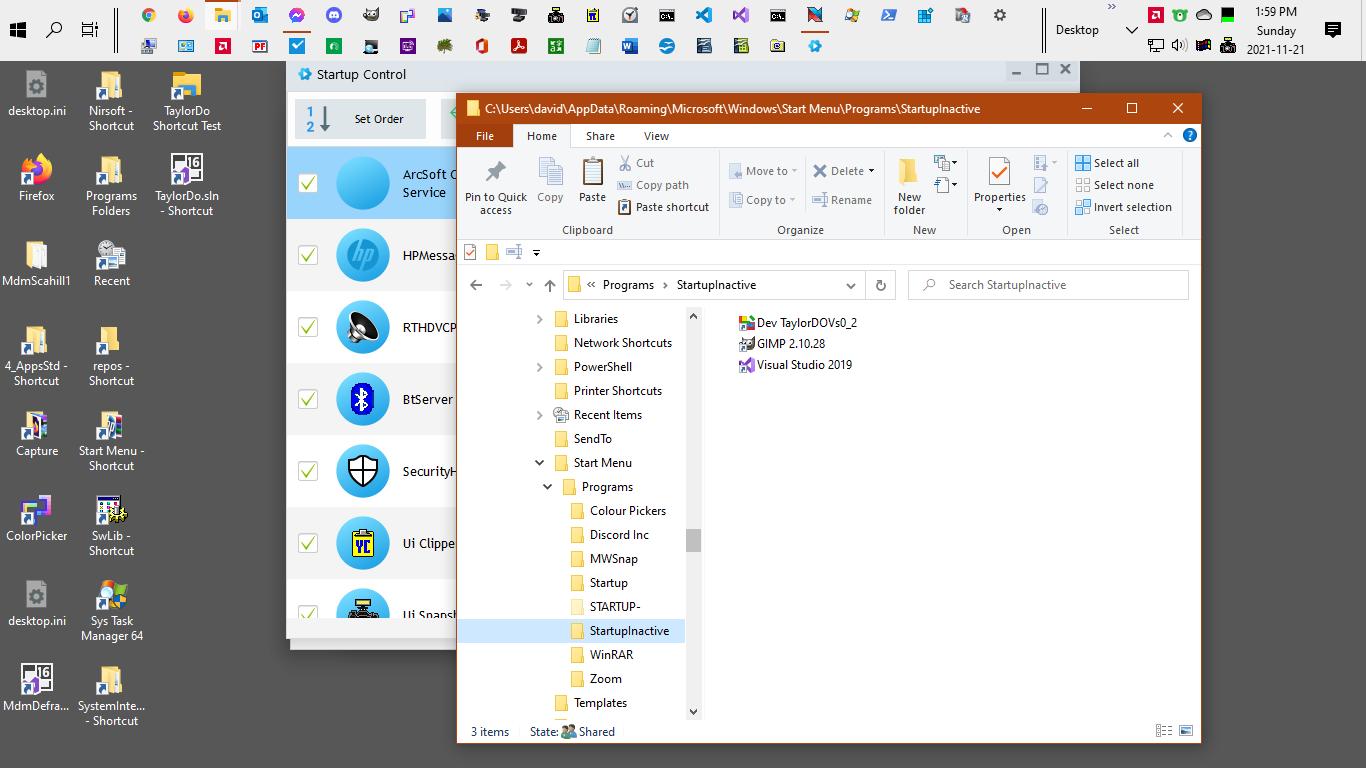 Desktop
»
1:59 PM
Sunday
2021-11-21
desktop.ini
Nirsoft -
Shortcut
TaylorDo
Shortcut Test
Firefox
Programs
Folders
16
TaylorDo.sln
- Shortcut
MdmScahill1
Recent
4_AppsStd -
Shortcut
repos -
Shortcut
Capture
Start Menu -
Shortcut
ColorPicker
SwLib -
Shortcut
desktop.ini
Sys Task
Manager 64
16
MdmDefra...
SystemInte...
- Shortcut
Startup Control
1
2
Set Order
ArcSoft C
Service
hp
HPMessa
RTHDVCP
BtServer
SecurityH
YC
Ui Clippe
Ui Snapsh
C:\Users\david\AppData\Roaming\Microsoft\Windows\Start Menu\Programs\StartupInactive
File Home Share View
Pin to Quick
access
Copy
Paste
Cut
Copy path
Paste shortcut
Clipboard
Move to
Copy to
Delete
Rename
Organize
New
folder
New
Properties
Open
Select all
Select none
Invert selection
Select
« Programs > StartupInactive
Search StartupInactive
Libraries
Network Shortcuts
PowerShell
Printer Shortcuts
Recent Items
SendTo
Start Menu
Programs
Colour Pickers
Discord Inc
MWSnap
Startup
STARTUP-
StartupInactive
WinRAR
Zoom
Templates
Dev TaylorDOVs0_2
GIMP 2.10.28
Visual Studio 2019
3 items State: Shared